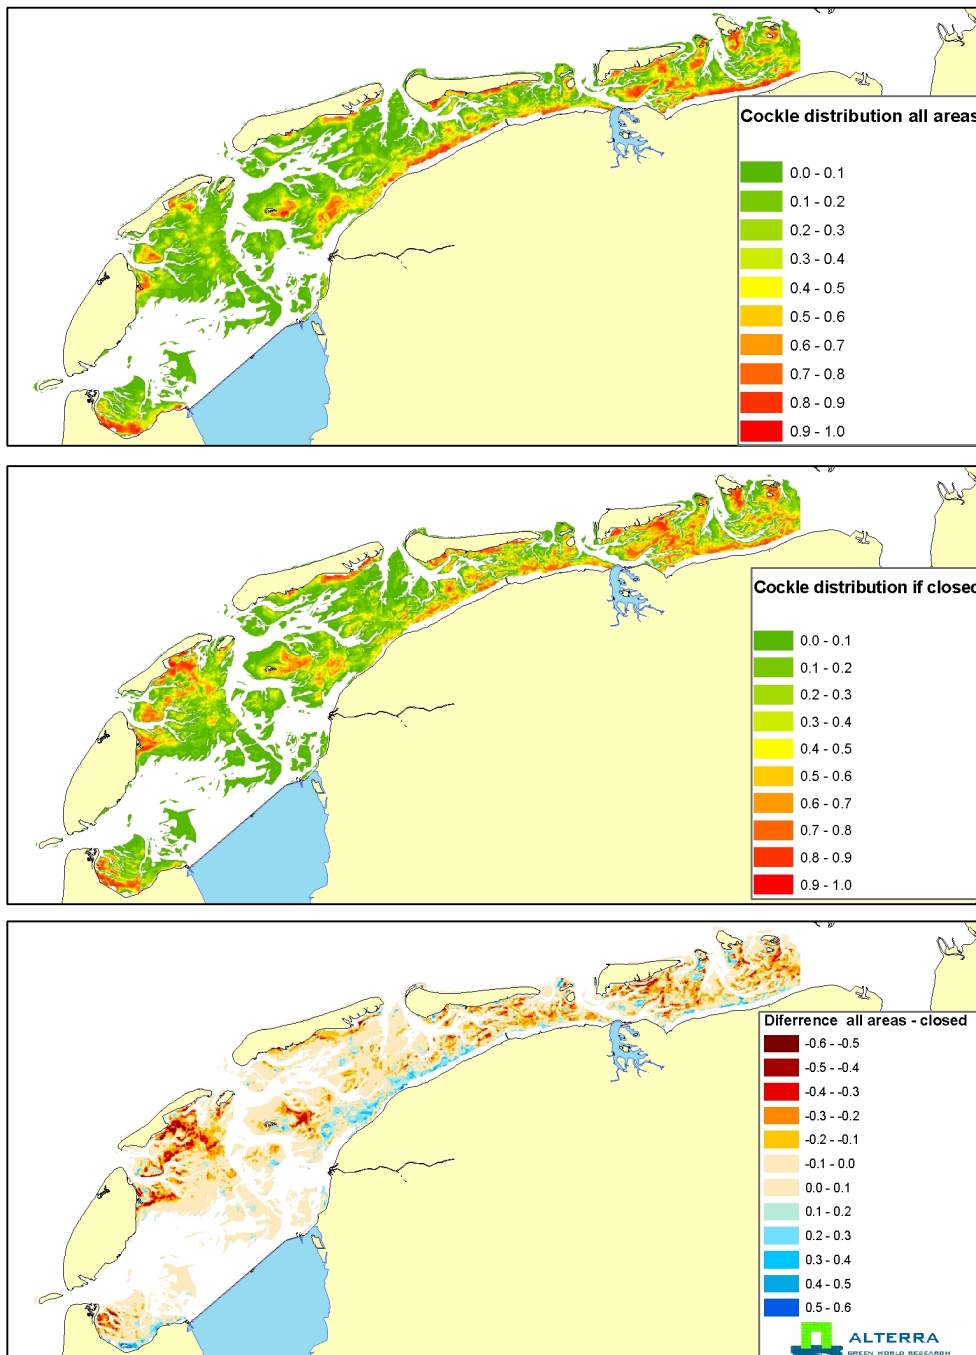 Cockle distribution all areas
0.0 - 0.1
0.1 - 0.2
0.2 - 0.3
0.3 - 0.4
0.4 - 0.5
0.5 - 0.6
0.6 - 0.7
0.7 - 0.8
0.8 - 0.9
0.9 - 1.0
Cockle distribution if closed
0.0 - 0.1
0.1 - 0.2
0.2 - 0.3
0.3 - 0.4
0.4 - 0.5
0.5 - 0.6
0.6 - 0.7
0.7 - 0.8
0.8 - 0.9
0.9 - 1.0
Diferrence all areas - closed
-0.6 - -0.5
-0.5 - -0.4
-0.4 - -0.3
-0.3 - -0.2
-0.2 - -0.1
-0.1 - 0.0
0.0 - 0.1
0.1 - 0.2
0.2 - 0.3
0.3 - 0.4
0.4 - 0.5
0.5 - 0.6
ALTERRA
GREEN WORLD RESEARCH